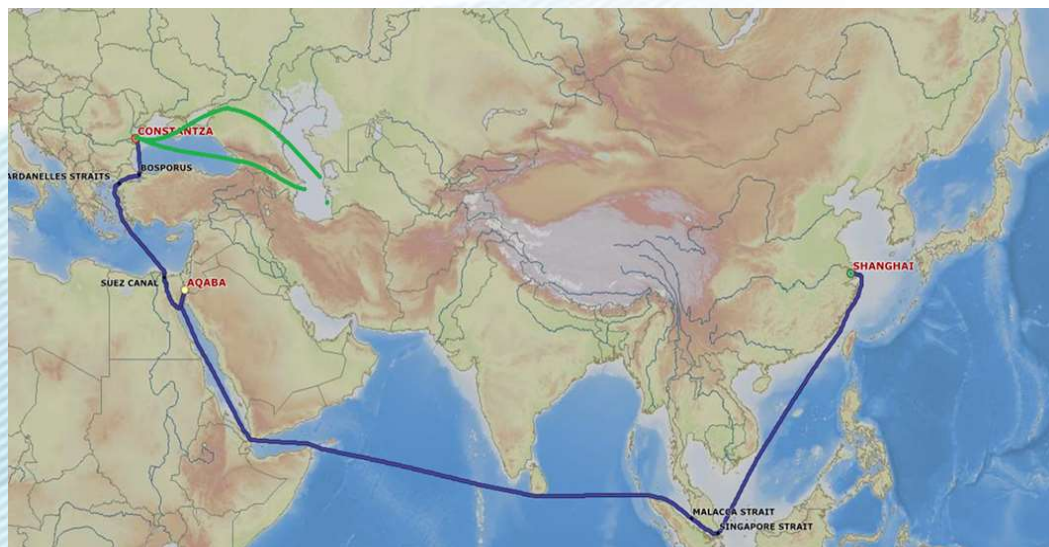 CONSTANTZA
BOSPORUS
ARDANELLES STRAITS
SUEZ CANAL
AQABA
SHANGHAI
MALACCA STRAIT
SINGAPORE STRAIT